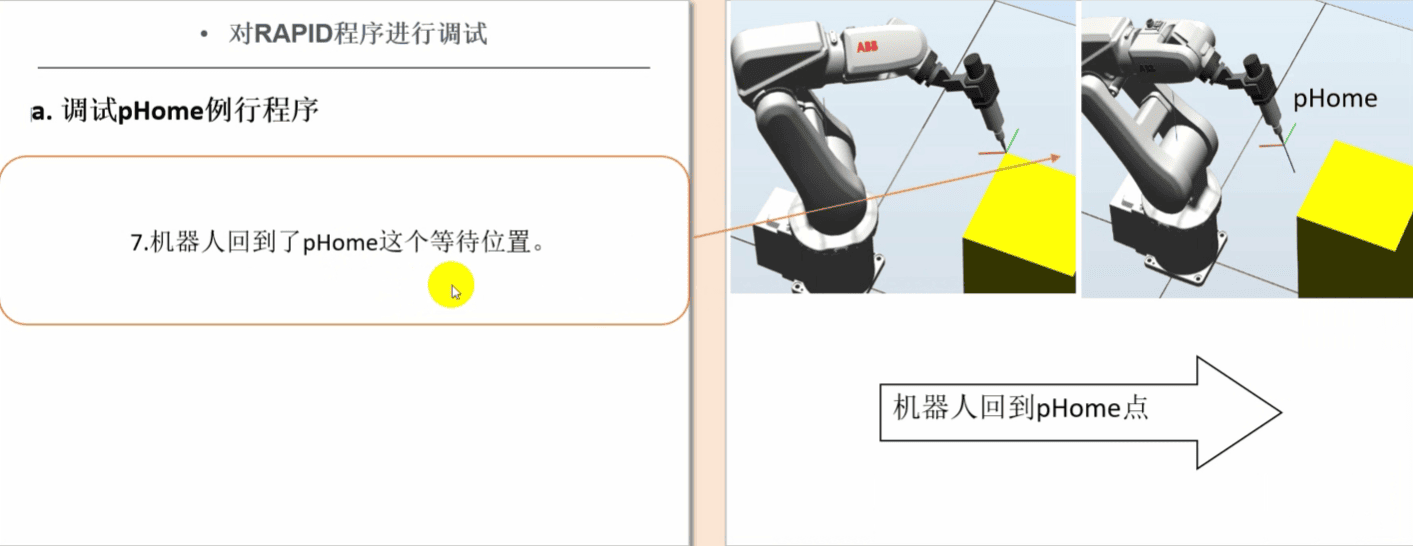 • 对RAPID程序进行调试
a. 调试pHome例行程序
7.机器人回到了pHome这个等待位置。
ABB
ABB
pHome
机器人回到pHome点